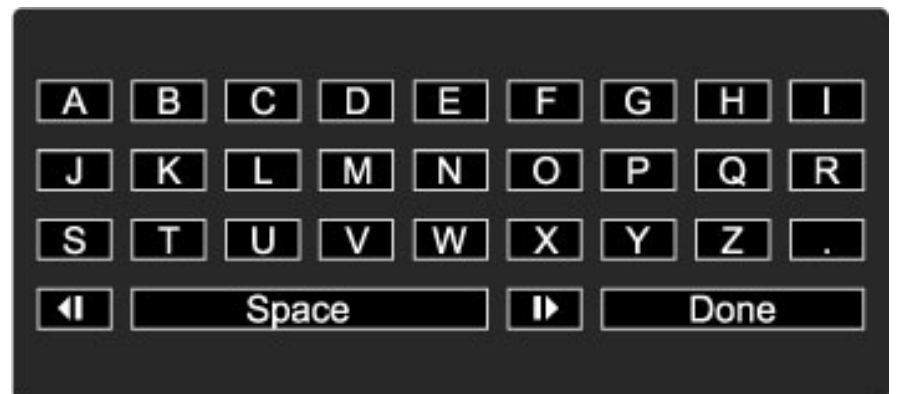 A B C D E F G H I
J K L M N O P Q R
S T U V W X Y Z .
Space Done